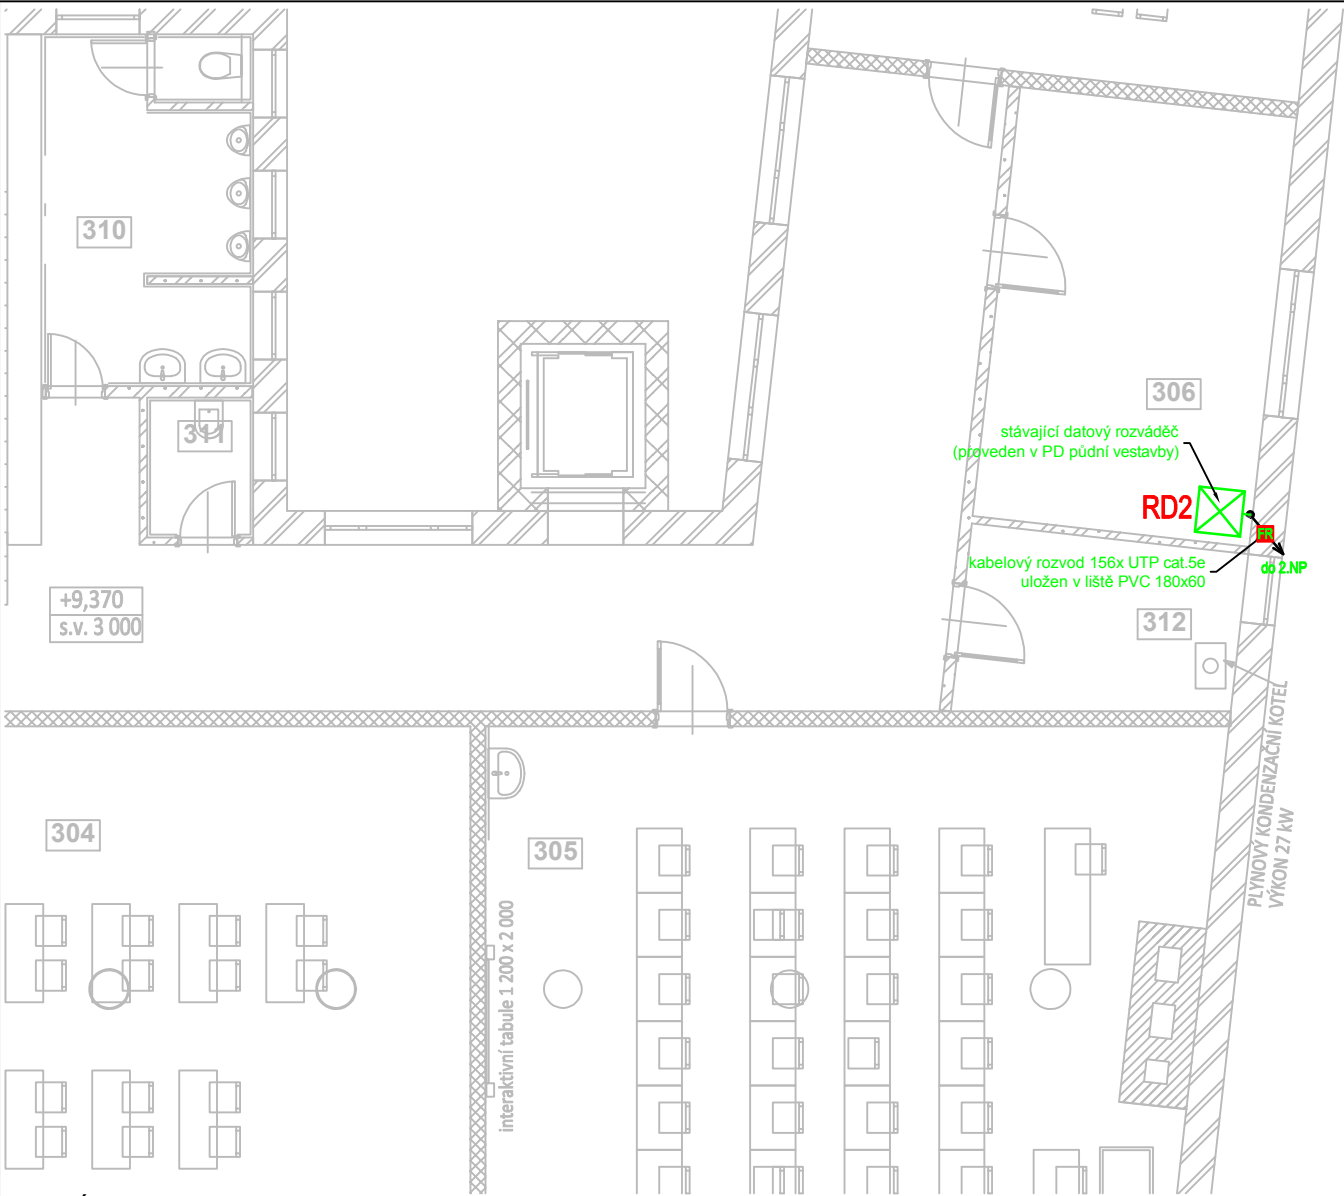 310
311
306
stávající datový rozváděč
(proveden v PD půdní vestavby)
RD2
FR
kabelový rozvod 156x UTP cat.5e
uložen v liště PVC 180x60
do 2.NP
+9,370
s.v. 3 000
312
PLYNOVÝ KONDENZAČNÍ KOTEL
VÝKON 27 kW
304
305
interaktivní tabule 1 200 x 2 000